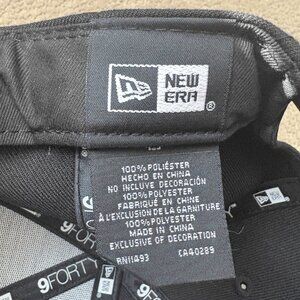 NEW
ERA
®
100% POLIÉSTER
HECHO EN CHINA
NO INCLUYE DECORACIÓN
100% POLYESTER
FABRIQUÉ EN CHINE
À L'EXCLUSION DE LA GARNITURE
100% POLYESTER
MADE IN CHINA
EXCLUSIVE OF DECORATION
RN11493 CA40289
9FORTY
9FORTY